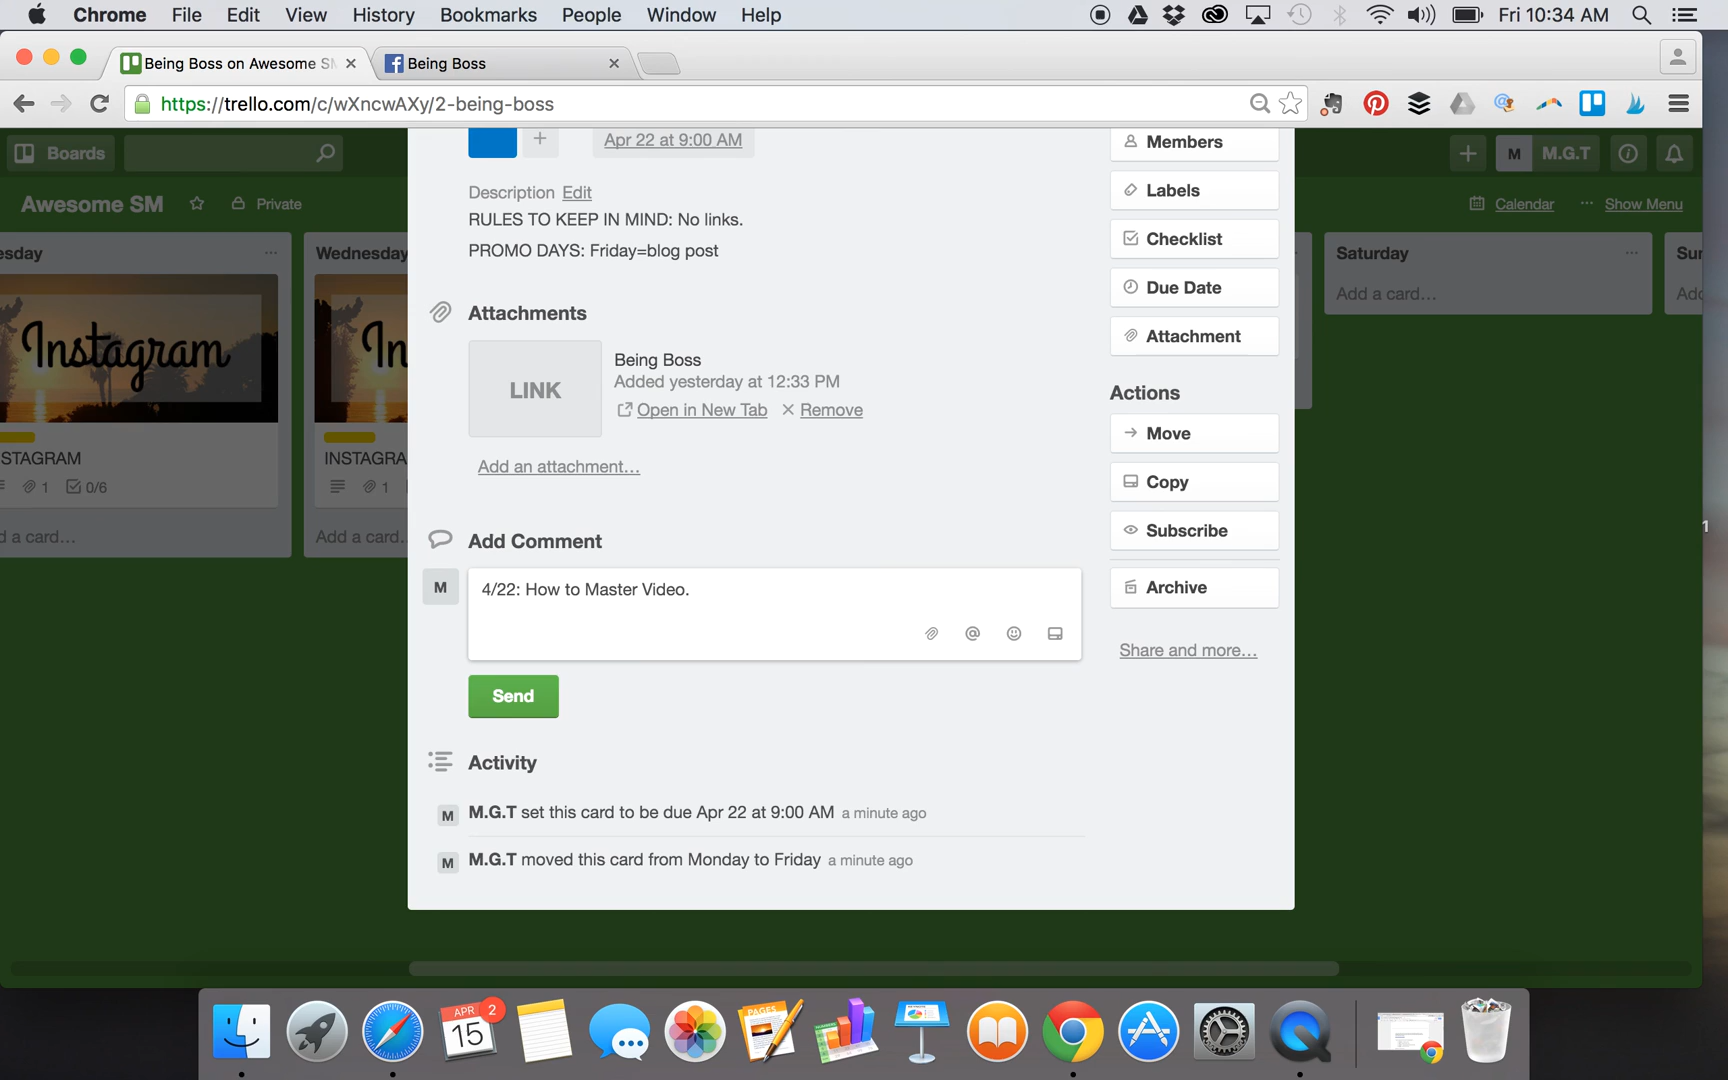 Chrome File Edit View History Bookmarks People Window Help Fri 10:34 AM
Being Boss on Awesome S
Being Boss
https://trello.com/c/wXncwAXy/2-being-boss
Boards
M M.G.T
Awesome SM Private
Calendar ... Show Menu
Apr 22 at 9:00 AM
Description Edit
RULES TO KEEP IN MIND: No links.
PROMO DAYS: Friday=blog post
Attachments
LINK
Being Boss
Added yesterday at 12:33 PM
Open in New Tab Remove
Add an attachment...
Add Comment
M
4/22: How to Master Video.
@
Send
Activity
M M.G.T set this card to be due Apr 22 at 9:00 AM a minute ago
M M.G.T moved this card from Monday to Friday a minute ago
Members
Labels
Checklist
Due Date
Attachment
Actions
Move
Copy
Subscribe
Archive
Share and more...
sday
Instagram
STAGRAM
1 0/6
d a card...
Wednesday
In
INSTAGRA
1
Add a card..
Saturday
Add a card...
Sur
Adc
1
APR 2
15
PAGES